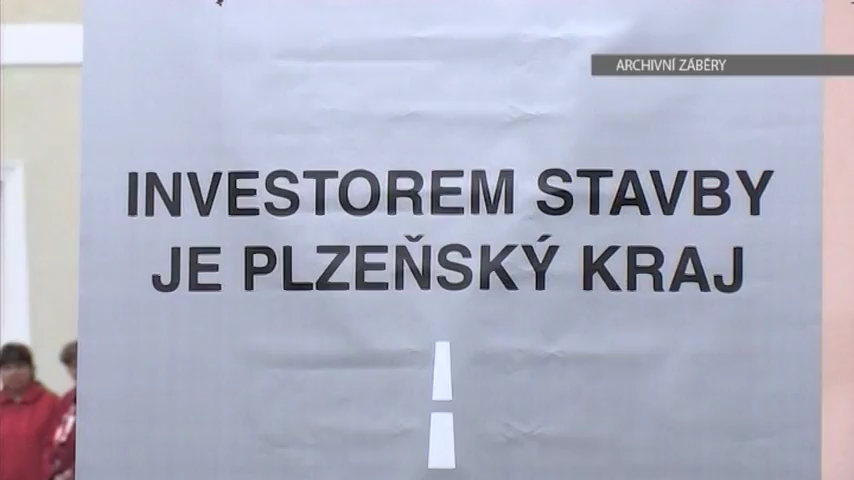 ARCHIVNÍ ZÁBĚRY
INVESTOREM STAVBY
JE PLZEŇSKÝ KRAJ